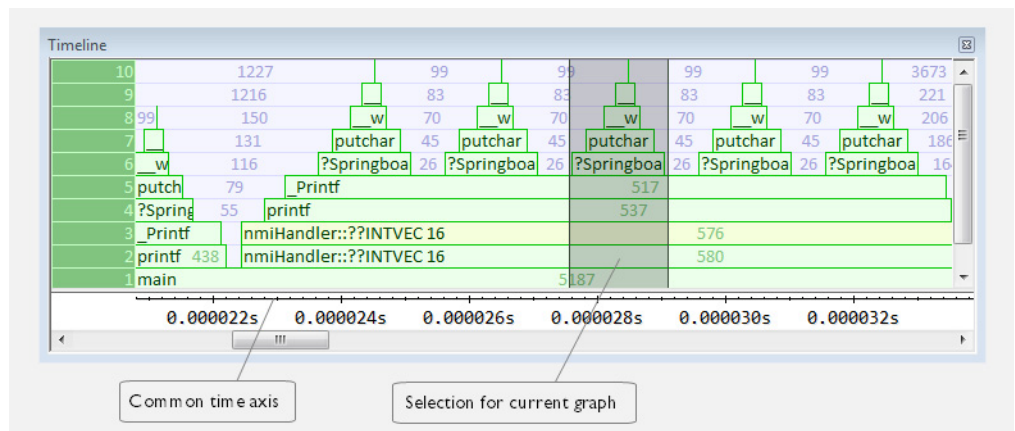 Timeline
10 1227 99 99 99 99 3673
9 1216 83 83 83 83 221
8 99 150 __w 70 __w 70 __w 70 __w 70 __w 206
7 __ 131 putchar 45 putchar 45 putchar 45 putchar 45 putchar 186
6 __w 116 ?Springboa 26 ?Springboa 26 ?Springboa 26 ?Springboa 26 ?Springboa 16
5 putch 79 _Printf 517
4 ?Spring 55 printf 537
3 _Printf nmiHandler::??INTVEC 16 576
2 printf 438 nmiHandler::??INTVEC 16 580
1 main 5187
0.000022s 0.000024s 0.000026s 0.000028s 0.000030s 0.000032s
Common time axis
Selection for current graph